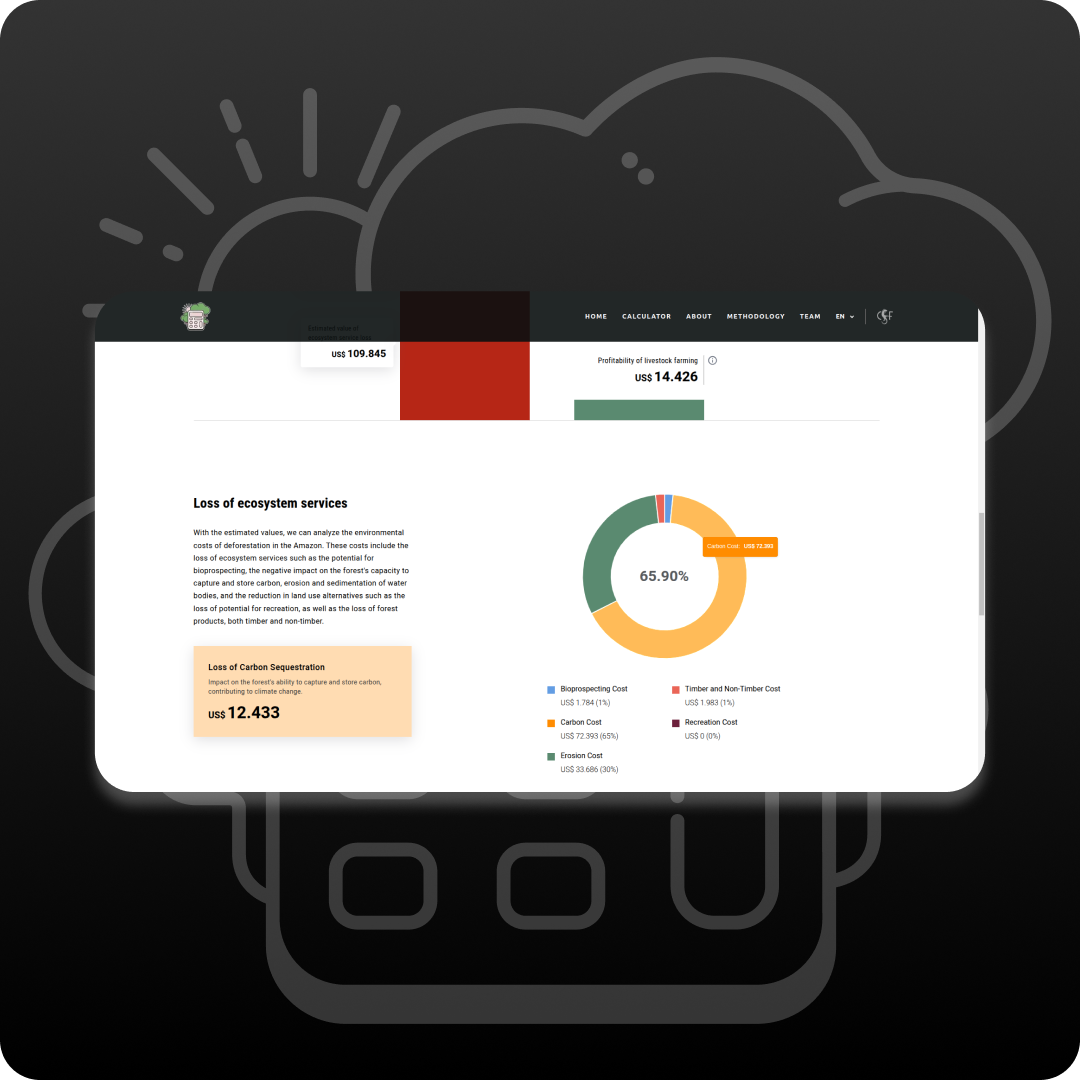 HOME CALCULATOR ABOUT METHODOLOGY TEAM EN
Estimated value of
US$ 109.845
Profitability of livestock farming
US$ 14.426
Loss of ecosystem services
With the estimated values, we can analyze the environmental
costs of deforestation in the Amazon. These costs include the
loss of ecosystem services such as the potential for
bioprospecting, the negative impact on the forest's capacity to
capture and store carbon, erosion and sedimentation of water
bodies, and the reduction in land use alternatives such as the
loss of potential for recreation, as well as the loss of forest
products, both timber and non-timber.
Loss of Carbon Sequestration
Impact on the forest's ability to capture and store carbon,
contributing to climate change.
US$ 12.433
Carbon Cost: US$ 72.393
65.90%
Bioprospecting Cost
US$ 1.784 (1%)
Timber and Non-Timber Cost
US$ 1.983 (1%)
Carbon Cost
US$ 72.393 (65%)
Recreation Cost
US$ 0 (0%)
Erosion Cost
US$ 33.686 (30%)